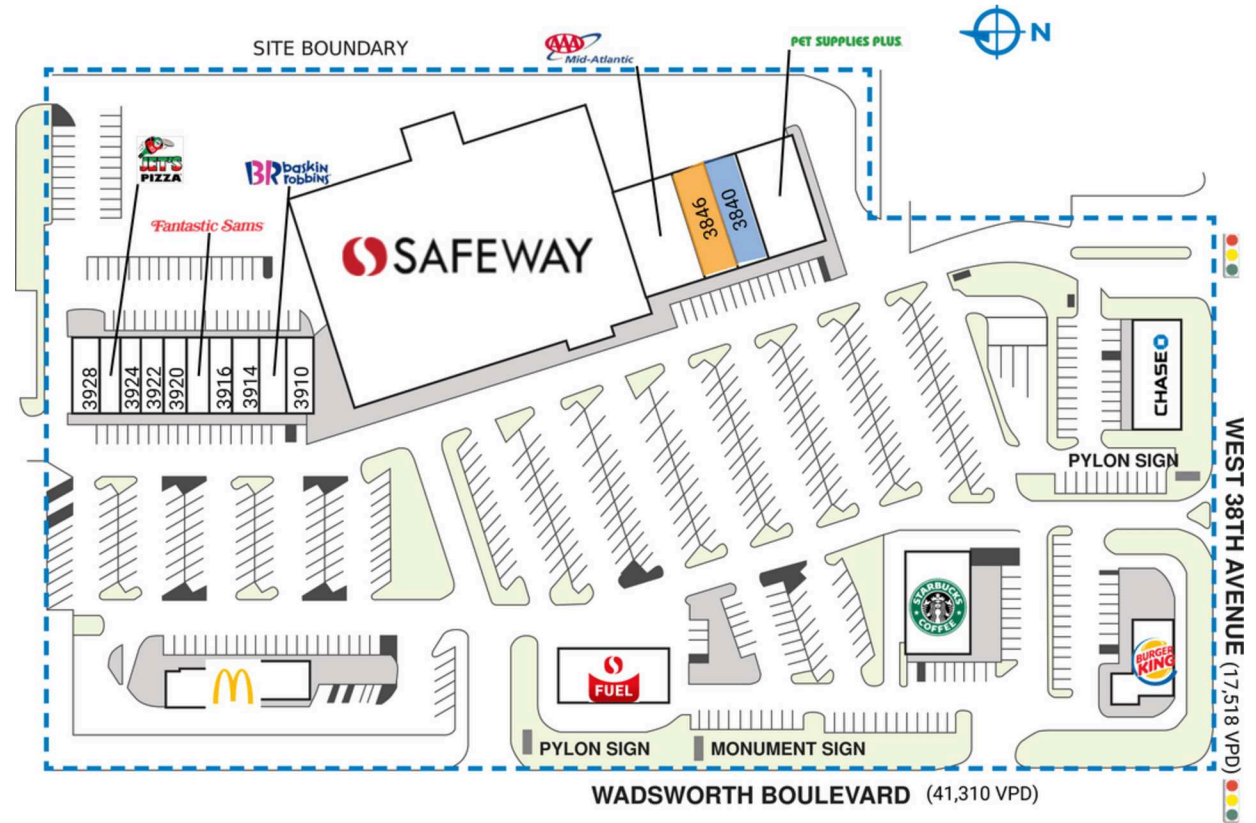 N
SITE BOUNDARY
AAA
Mid-Atlantic
PET SUPPLIES PLUS
JET'S
PIZZA
BR baskin
robbins
Fantastic Sams
SAFEWAY
3846
3840
3928
3924
3922
3920
3916
3914
3910
CHASE
PYLON SIGN
WEST 38TH AVENUE (17,518 VPD)
STARBUCKS
COFFEE
BURGER
KING
FUEL
PYLON SIGN
MONUMENT SIGN
WADSWORTH BOULEVARD (41,310 VPD)